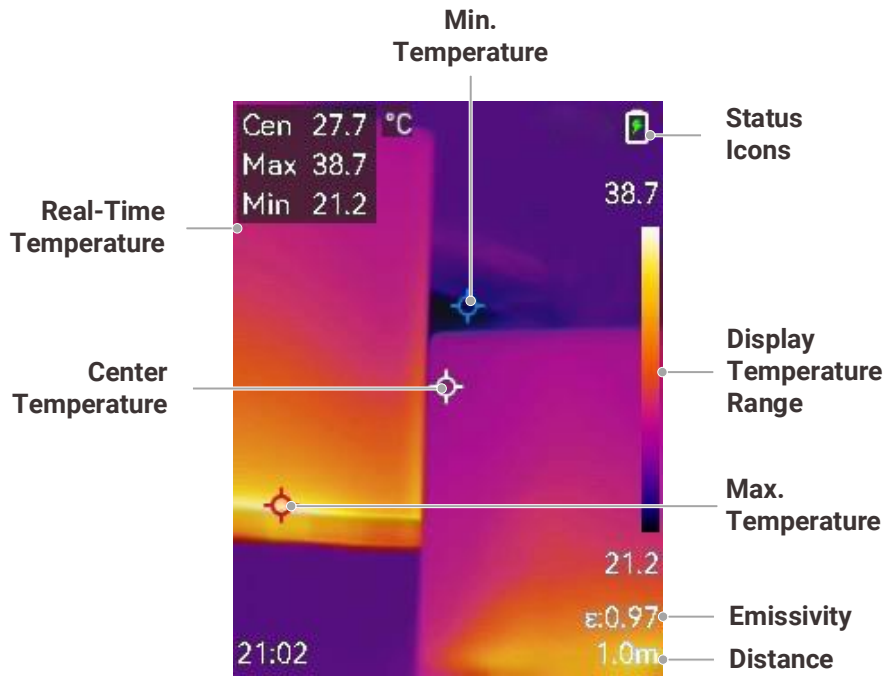 Min.
Temperature
Cen 27.7 °C
Max 38.7
Min 21.2
Status
Icons
38.7
Real-Time
Temperature
Display
Temperature
Range
Center
Temperature
Max.
Temperature
21.2
ε:0.97
Emissivity
21:02
1.0m
Distance